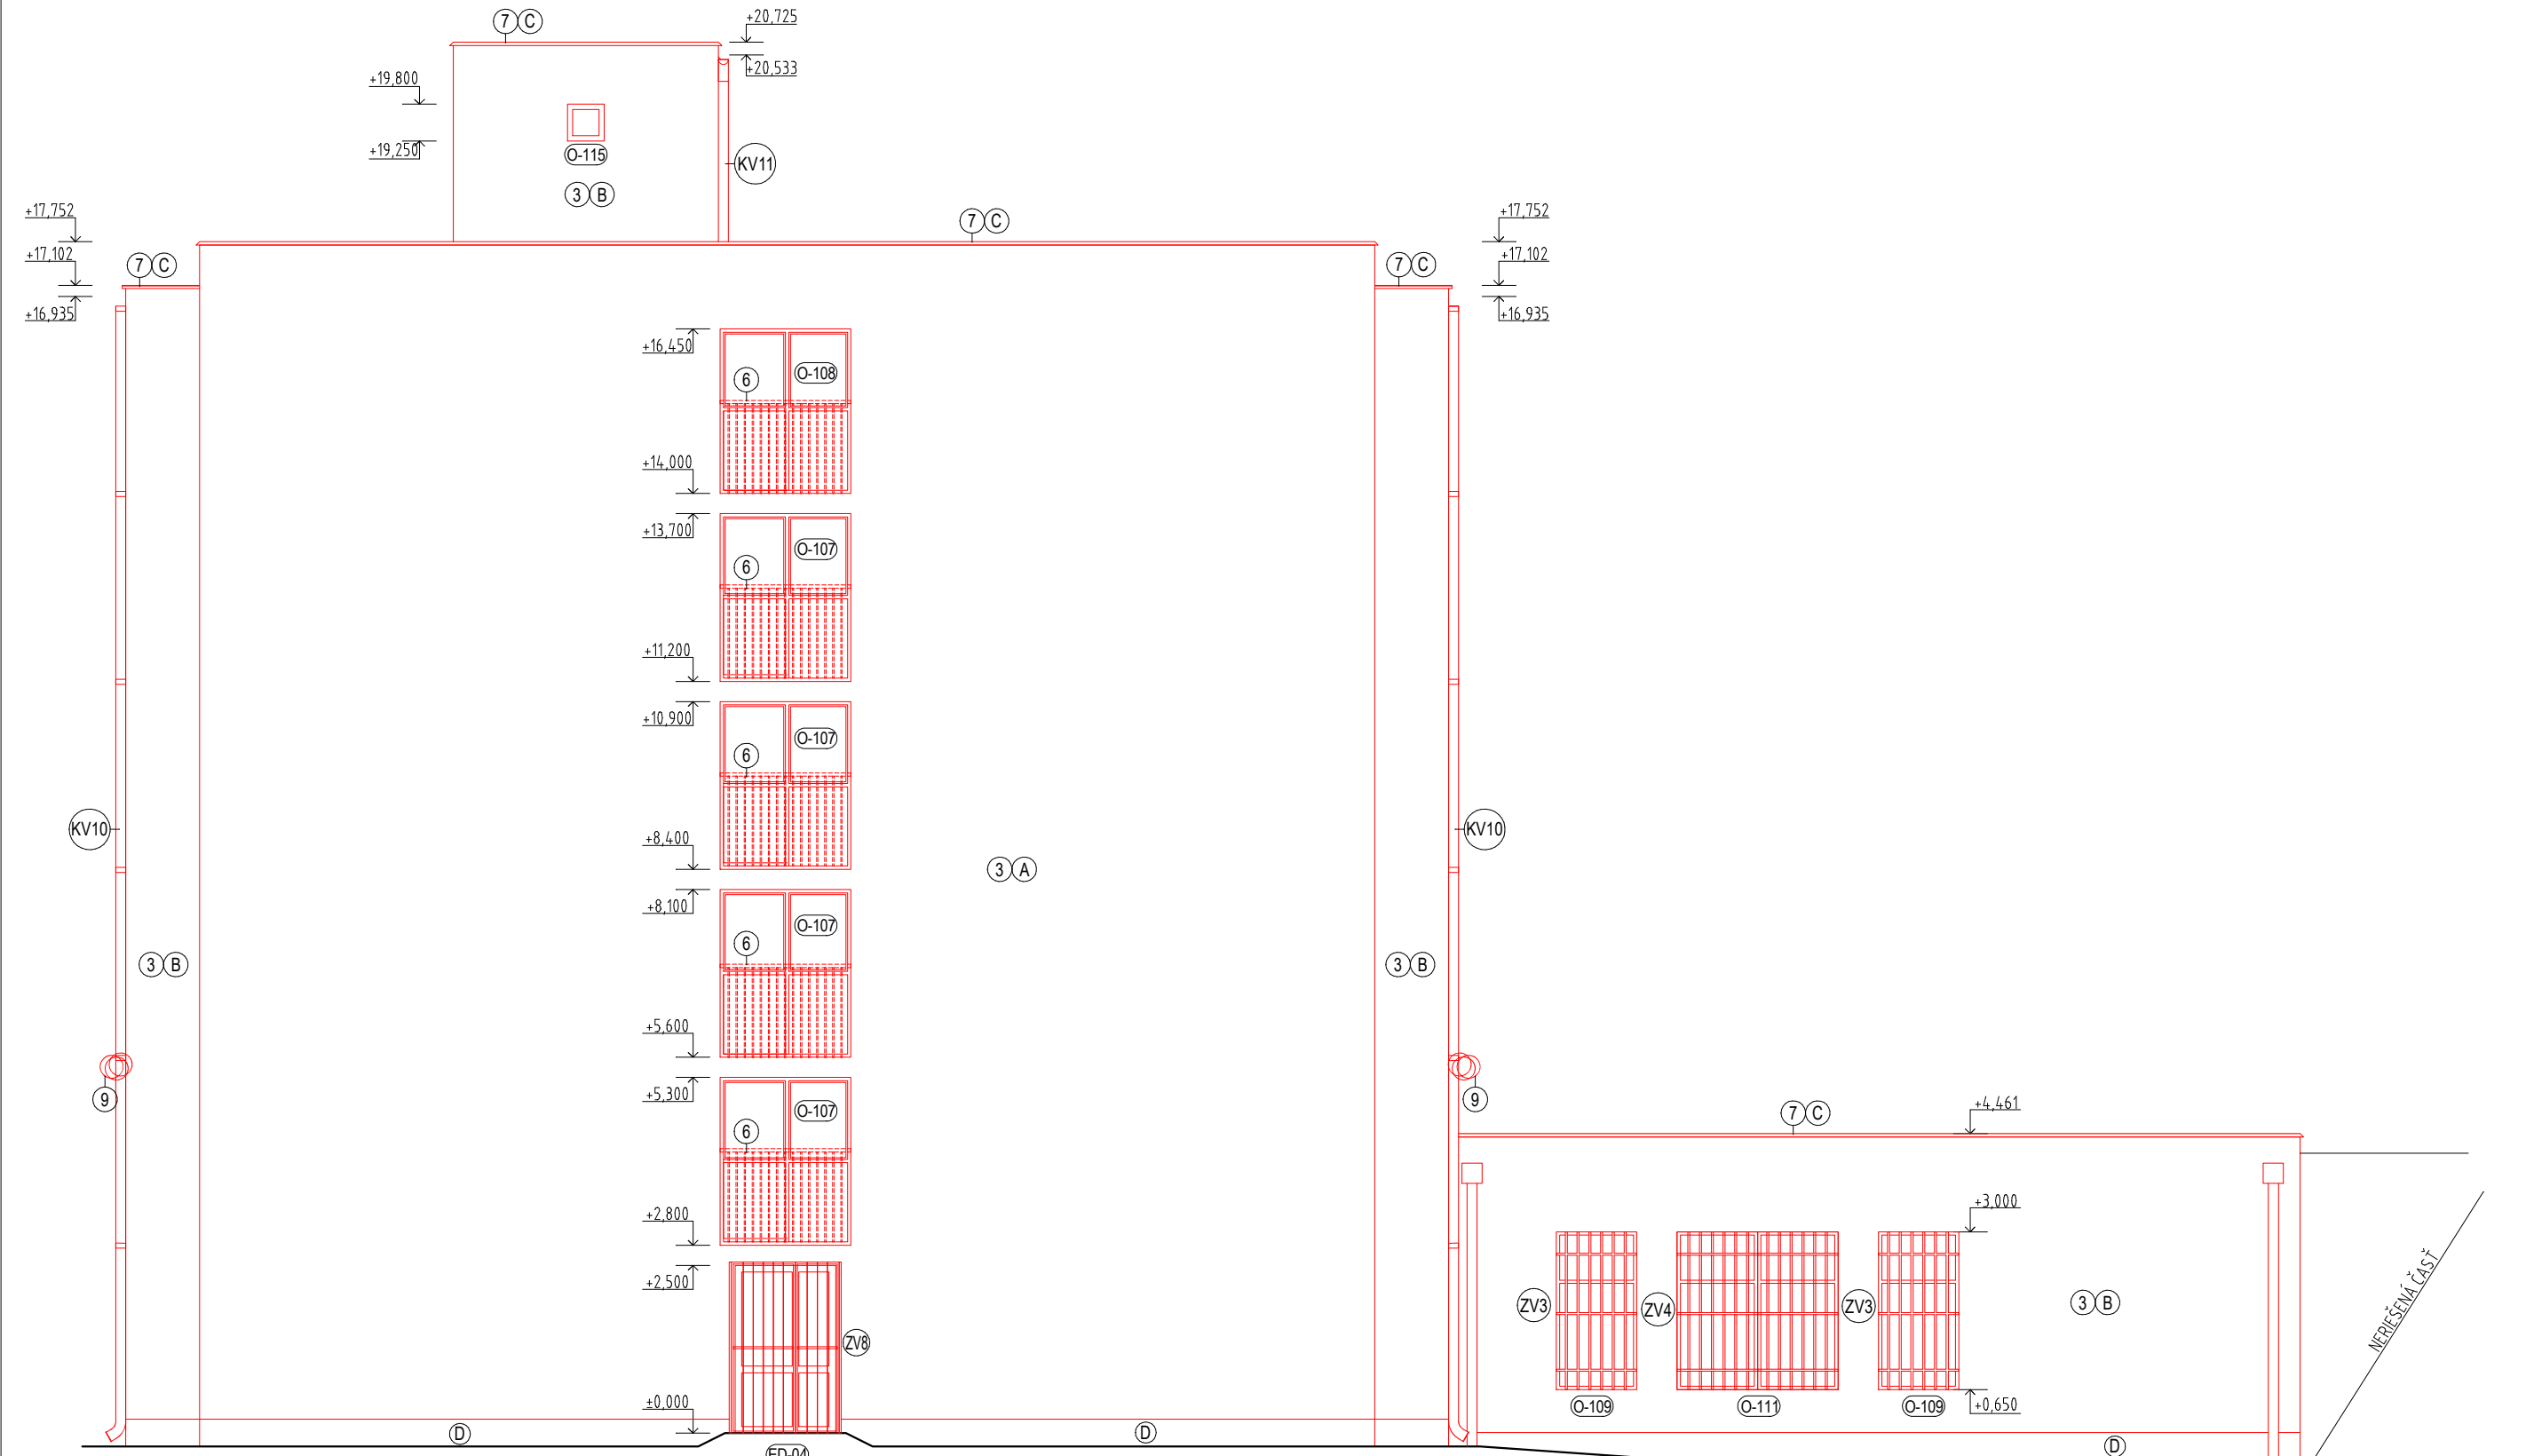 7 C
+20,725
+20,533
+19,800
+19,250
O-115
KV11
3 B
+17,752
7 C
+17,752
+17,102
7 C
7 C
+17,102
+16,935
+16,935
+16,450
6
O-108
+14,000
+13,700
6
O-107
+11,200
+10,900
6
O-107
KV10
+8,400
KV10
3 A
+8,100
6
O-107
3 B
3 B
+5,600
9
+5,300
6
O-107
9
7 C
+4,461
+2,800
+3,000
+2,500
ZV3
ZV4
ZV3
3 B
NERIEŠENÁ ČASŤ
ZV8
±0,000
O-109
O-111
O-109
+0,650
D
D
D
ED-04